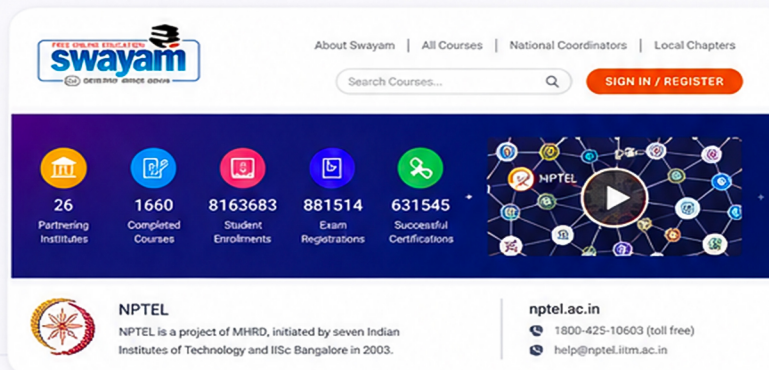 FREE ONLINE EDUCATION
swayam
About Swayam | All Courses | National Coordinators | Local Chapters
Search Courses...
SIGN IN / REGISTER
26
Partnering
Institutes
1660
Completed
Courses
8163683
Student
Enrolments
881514
Exam
Registrations
631545
Successful
Certifications
NPTEL
NPTEL
NPTEL is a project of MHRD, initiated by seven Indian
Institutes of Technology and IISc Bangalore in 2003.
nptel.ac.in
1800-425-10603 (toll free)
help@nptel.iitm.ac.in